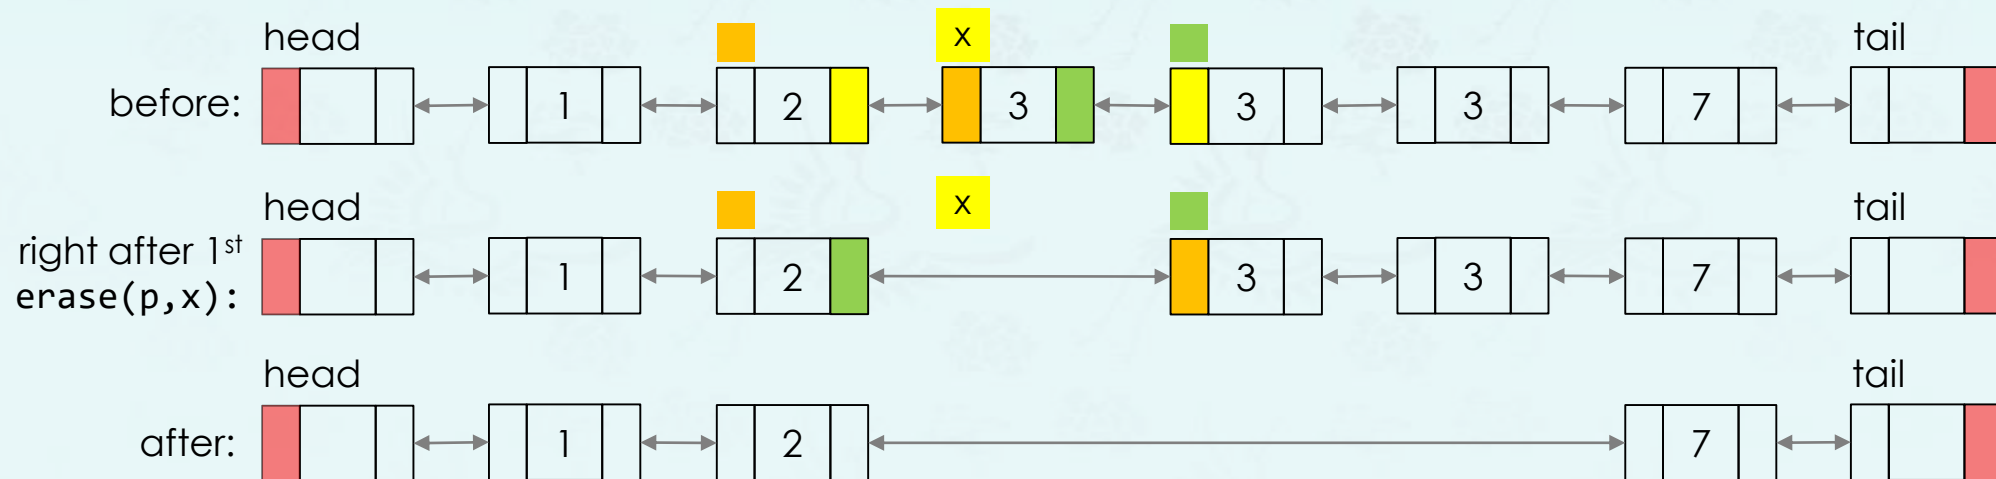 head x tail
before: 1 2 3 3 3 7
head x tail
right after 1st
erase(p,x): 1 2 3 3 7
head tail
after: 1 2 7